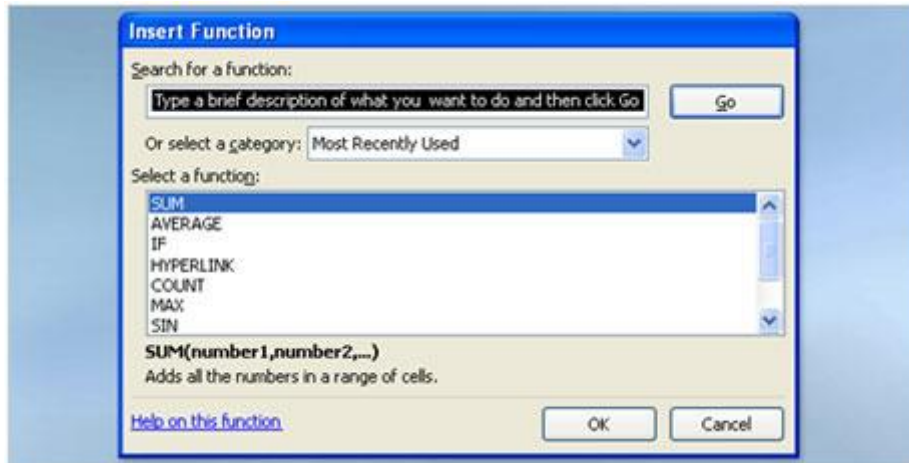 Insert Function
Search for a function:
Type a brief description of what you want to do and then click Go
Go
Or select a category: Most Recently Used
Select a function:
SUM
AVERAGE
IF
HYPERLINK
COUNT
MAX
SIN
SUM(number1,number2,...)
Adds all the numbers in a range of cells.
Help on this function OK Cancel